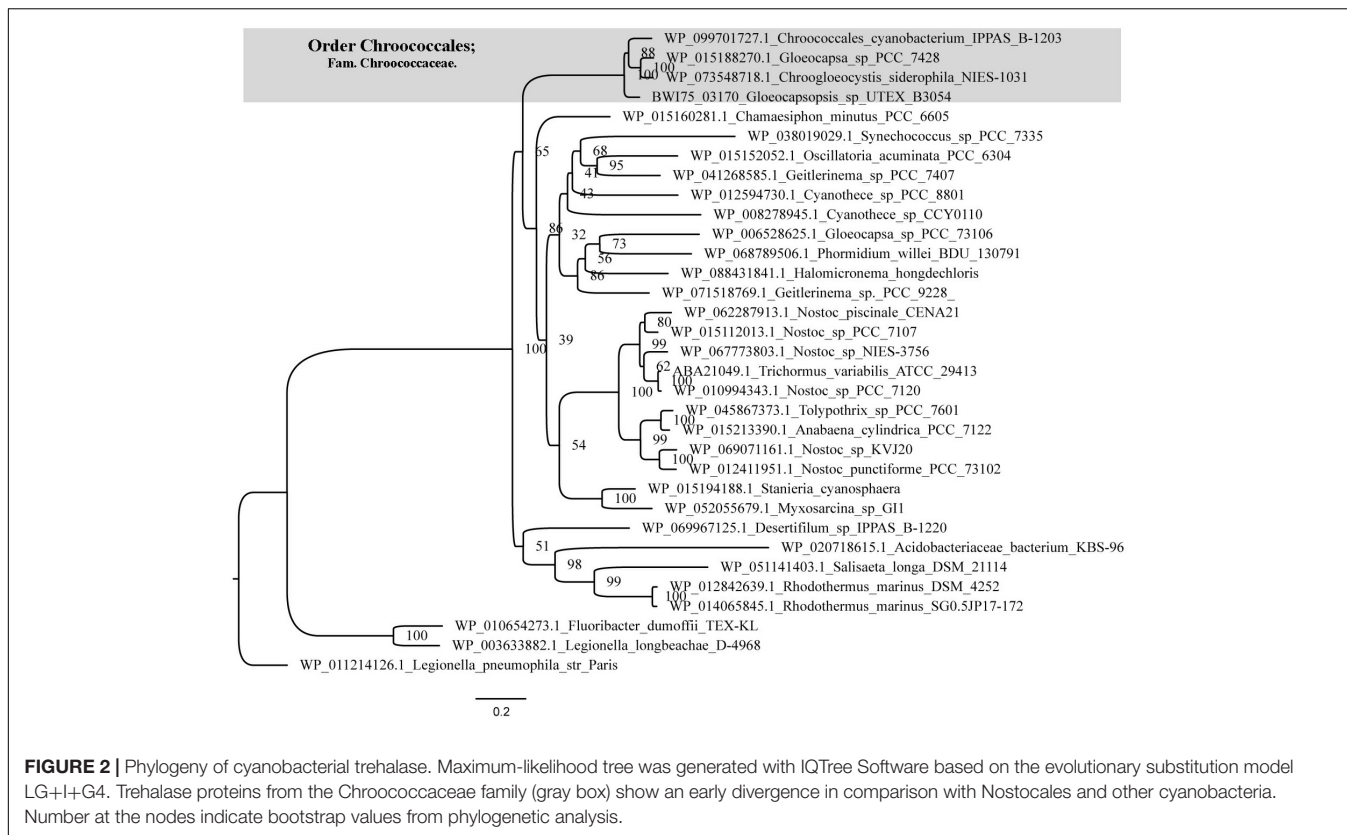 Order Chroococcales;
Fam. Chroococcaceae.
WP_099701727.1_Chroococcales_cyanobacterium_IPPAS_B-1203
88
WP_015188270.1_Gloeocapsa_sp_PCC_7428
100
100
WP_073548718.1_Chroogloeocystis_siderophila_NIES-1031
BWI75_03170_Gloeocapsopsis_sp_UTEX_B3054
WP_015160281.1_Chamaesiphon_minutus_PCC_6605
WP_038019029.1_Synechococcus_sp_PCC_7335
65
68
WP_015152052.1_Oscillatoria_acuminata_PCC_6304
95
41
WP_041268585.1_Geitlerinema_sp_PCC_7407
43
WP_012594730.1_Cyanothece_sp_PCC_8801
WP_008278945.1_Cyanothece_sp_CCY0110
86
32
WP_006528625.1_Gloeocapsa_sp_PCC_73106
73
WP_068789506.1_Phormidium_willei_BDU_130791
56
86
WP_088431841.1_Halomicronema_hongdechloris
WP_071518769.1_Geitlerinema_sp._PCC_9228_
WP_062287913.1_Nostoc_piscinale_CENA21
80
WP_015112013.1_Nostoc_sp_PCC_7107
100
39
99
WP_067773803.1_Nostoc_sp_NIES-3756
62
ABA21049.1_Trichormus_variabilis_ATCC_29413
100
100
WP_010994343.1_Nostoc_sp_PCC_7120
WP_045867373.1_Tolypothrix_sp_PCC_7601
100
WP_015213390.1_Anabaena_cylindrica_PCC_7122
54
99
WP_069071161.1_Nostoc_sp_KVJ20
100
WP_012411951.1_Nostoc_punctiforme_PCC_73102
WP_015194188.1_Stanieria_cyanosphaera
100
WP_052055679.1_Myxosarcina_sp_GI1
WP_069967125.1_Desertifilum_sp_IPPAS_B-1220
51
WP_020718615.1_Acidobacteriaceae_bacterium_KBS-96
98
WP_051141403.1_Salisaeta_longa_DSM_21114
99
WP_012842639.1_Rhodothermus_marinus_DSM_4252
100
WP_014065845.1_Rhodothermus_marinus_SG0.5JP17-172
WP_010654273.1_Fluoribacter_dumoffii_TEX-KL
100
WP_003633882.1_Legionella_longbeachae_D-4968
WP_011214126.1_Legionella_pneumophila_str_Paris
0.2
FIGURE 2 | Phylogeny of cyanobacterial trehalase. Maximum-likelihood tree was generated with IQTree Software based on the evolutionary substitution model
LG+I+G4. Trehalase proteins from the Chroococcaceae family (gray box) show an early divergence in comparison with Nostocales and other cyanobacteria.
Number at the nodes indicate bootstrap values from phylogenetic analysis.